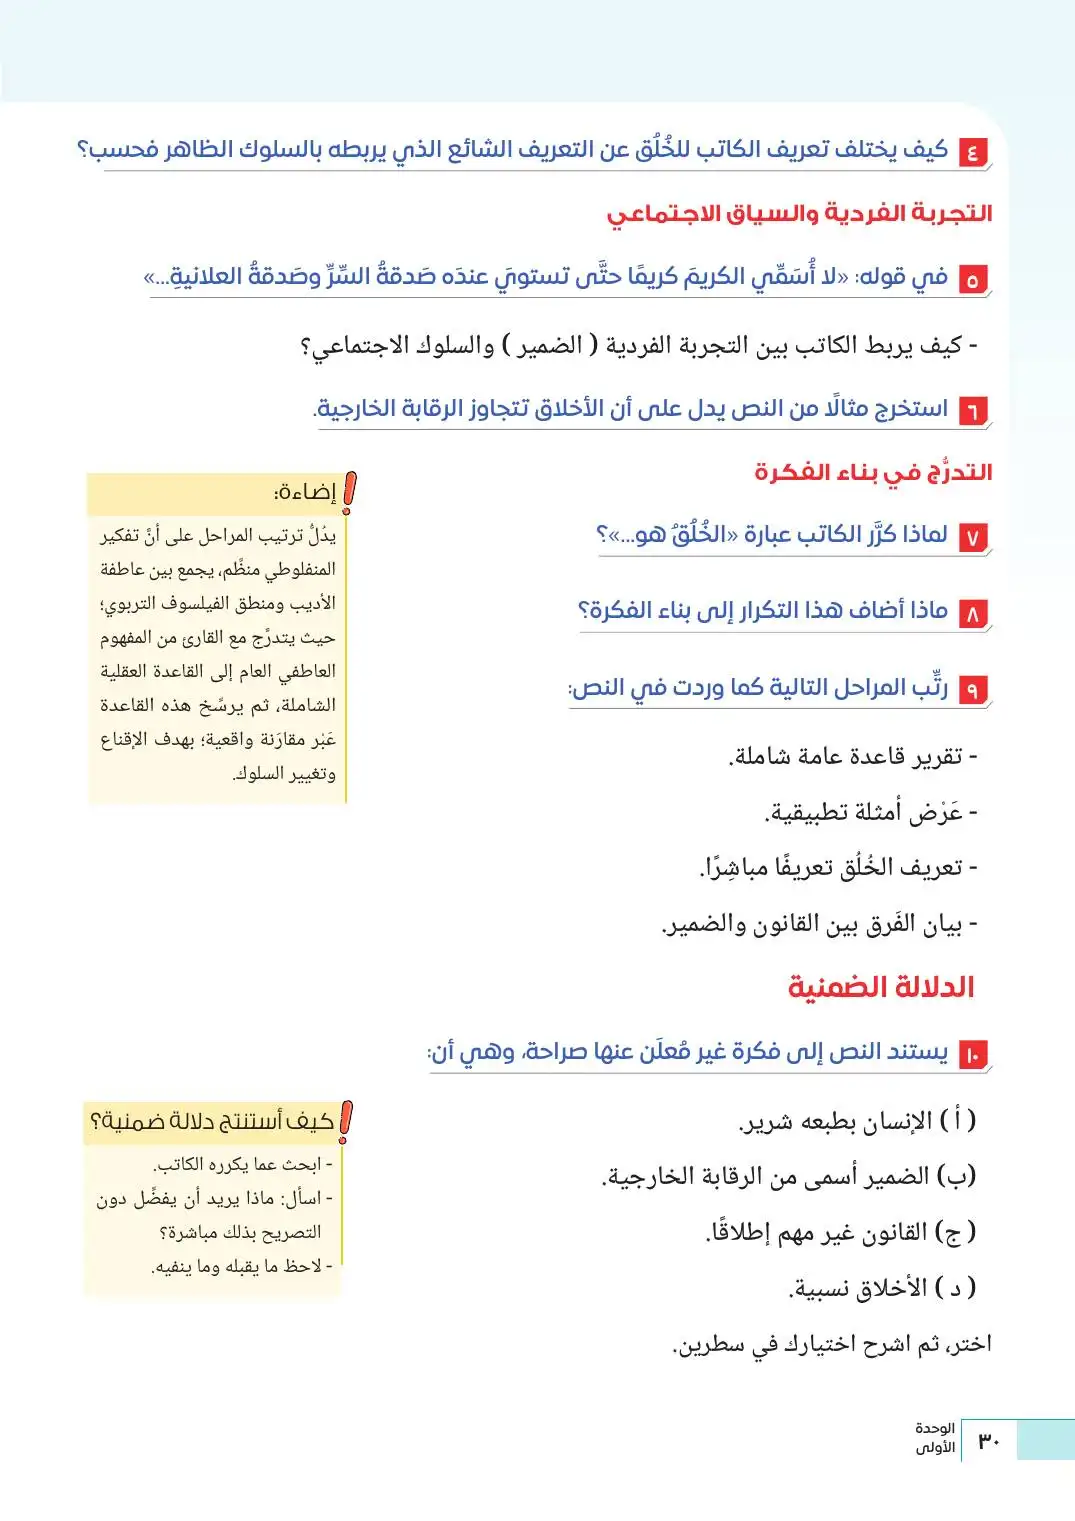 ٤ كيف يختلف تعريف الكاتب للخُلُق عن التعريف الشائع الذي يربطه بالسلوك الظاهر فحسب؟
التجربة الفردية والسياق الاجتماعي
٥ في قوله: «لا أُسَمِّي الكريمَ كريمًا حتَّى تستويَ عندَه صَدقةُ السِّرِّ وصَدقةُ العلانيةِ...»
- كيف يربط الكاتب بين التجربة الفردية ( الضمير ) والسلوك الاجتماعي؟
٦ استخرج مثالًا من النص يدل على أن الأخلاق تتجاوز الرقابة الخارجية.
التدرُّج في بناء الفكرة
٧ لماذا كرَّر الكاتب عبارة «الخُلُقُ هو...»؟
٨ ماذا أضاف هذا التكرار إلى بناء الفكرة؟
٩ رتِّب المراحل التالية كما وردت في النص:
- تقرير قاعدة عامة شاملة.
- عَرْض أمثلة تطبيقية.
- تعريف الخُلُق تعريفًا مباشِرًا.
- بيان الفَرق بين القانون والضمير.
إضاءة:
يدُلُّ ترتيب المراحل على أنَّ تفكير
المنفلوطي منظَّم، يجمع بين عاطفة
الأديب ومنطق الفيلسوف التربوي؛
حيث يتدرَّج مع القارئ من المفهوم
العاطفي العام إلى القاعدة العقلية
الشاملة، ثم يرسَّخ هذه القاعدة
عَبْر مقارَنة واقعية؛ بهدف الإقناع
وتغيير السلوك.
الدلالة الضمنية
١٠ يستند النص إلى فكرة غير مُعلَن عنها صراحة، وهي أن:
( أ ) الإنسان بطبعه شرير.
(ب) الضمير أسمى من الرقابة الخارجية.
( ج) القانون غير مهم إطلاقًا.
( د ) الأخلاق نسبية.
اختر، ثم اشرح اختيارك في سطرين.
كيف أستنتج دلالة ضمنية؟
- ابحث عما يكرره الكاتب.
- اسأل: ماذا يريد أن يفضِّل دون
التصريح بذلك مباشرة؟
- لاحظ ما يقبله وما ينفيه.
٣٠
الوحدة
الأولى